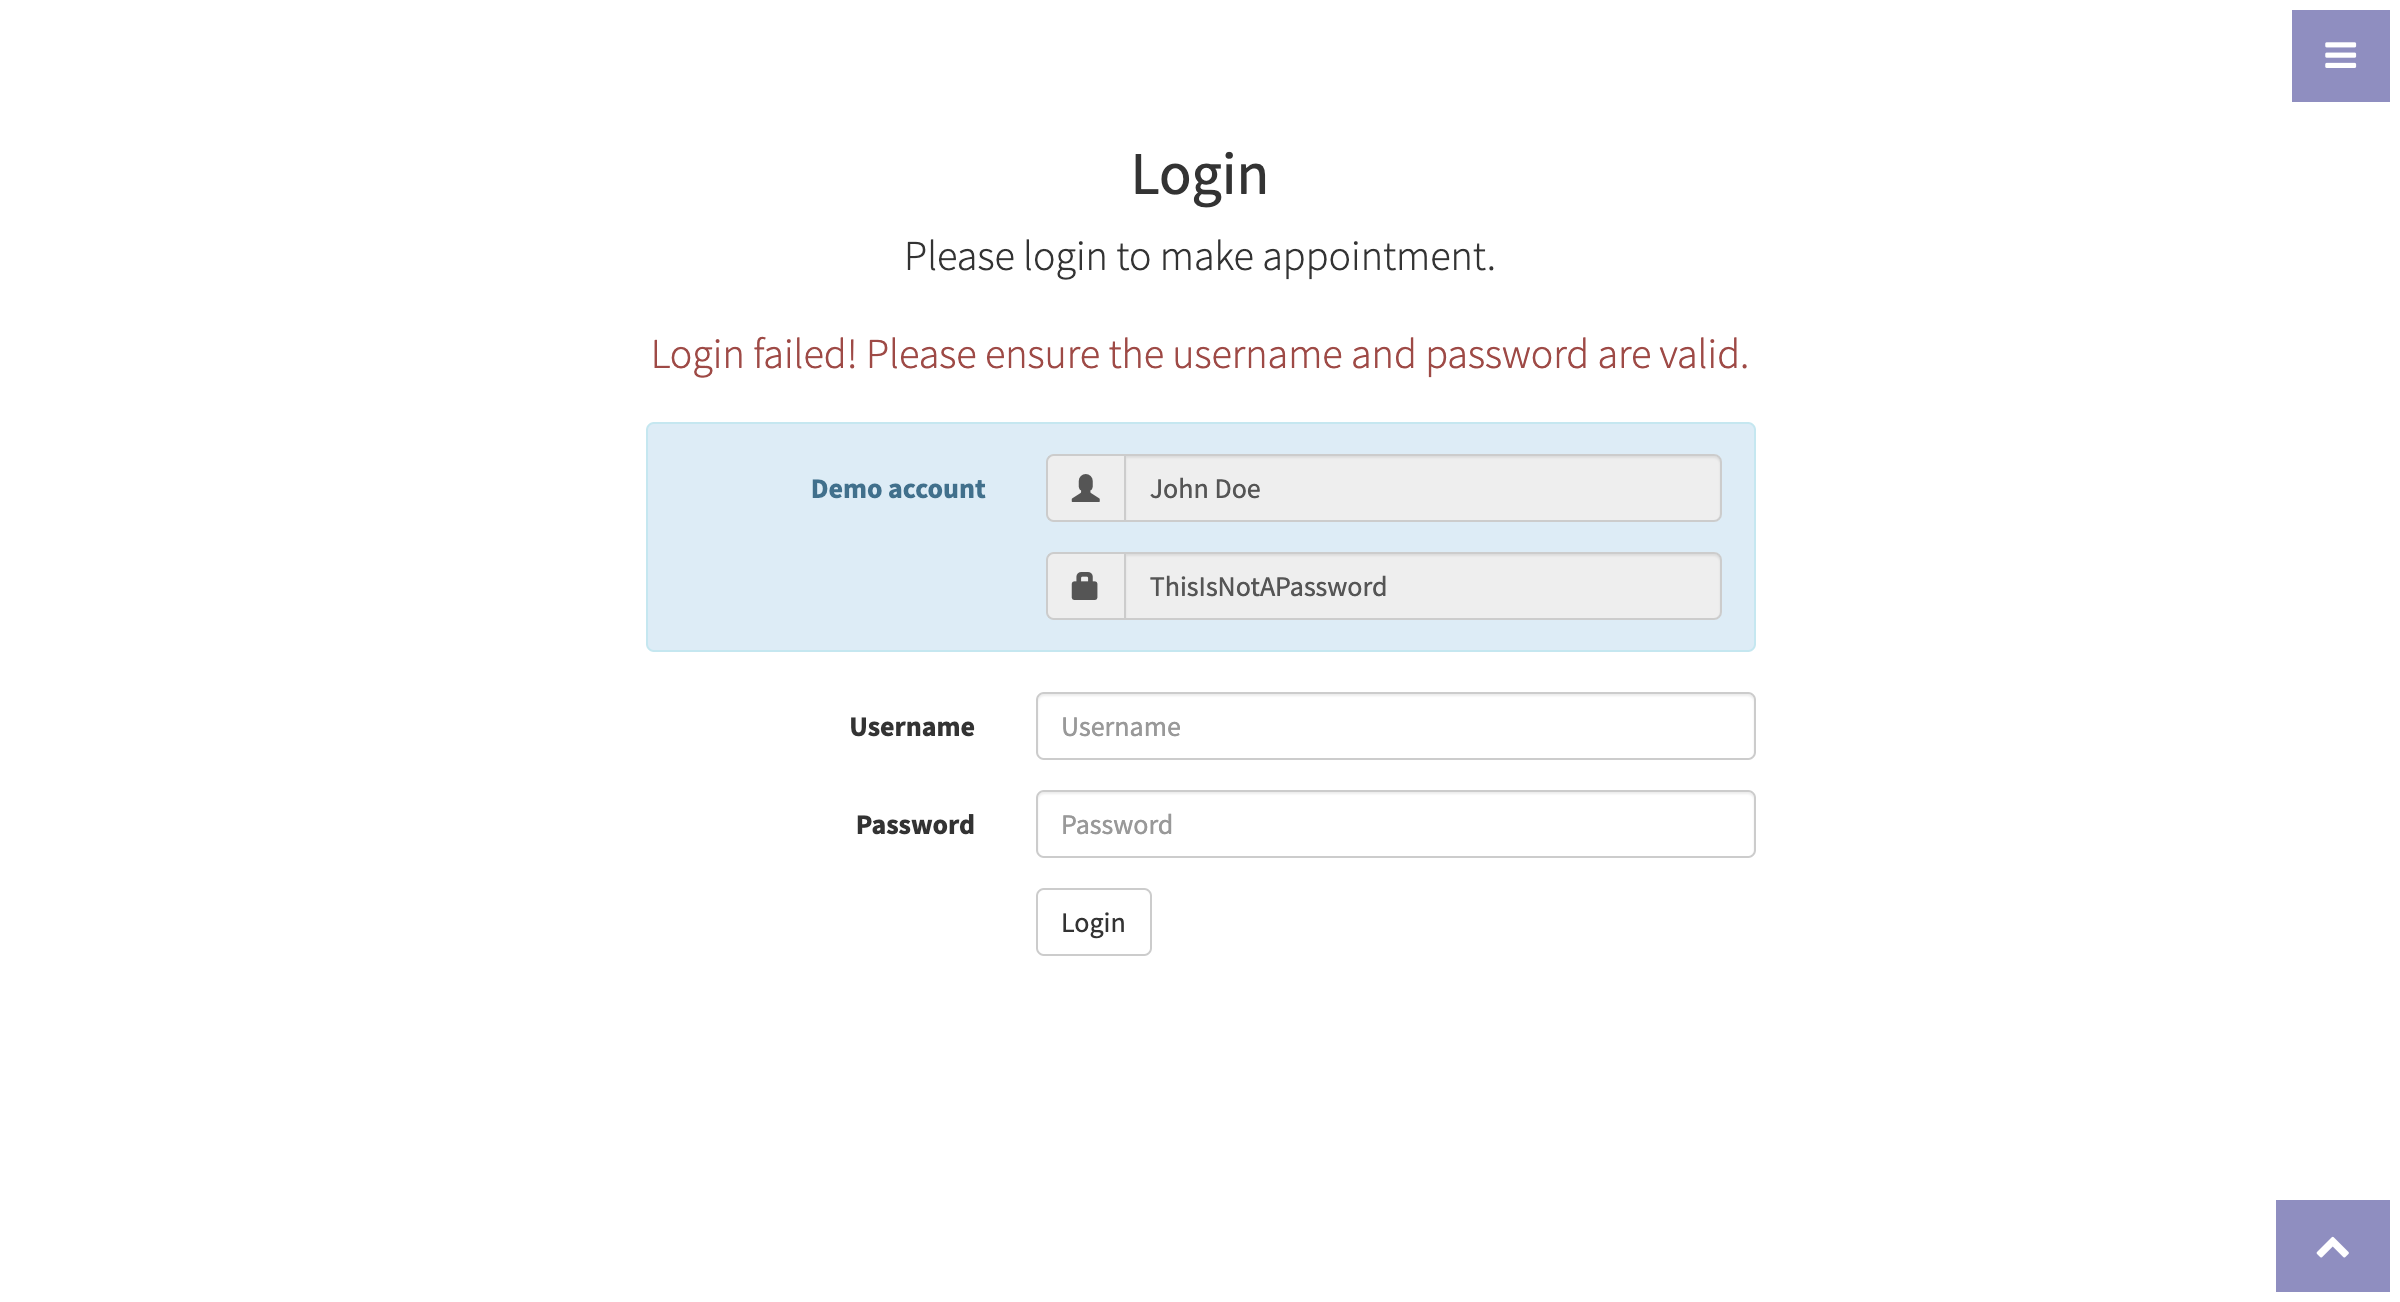 Login
Please login to make appointment.
Login failed! Please ensure the username and password are valid.
Demo account
John Doe
ThisIsNotAPassword
Username
Username
Password
Password
Login